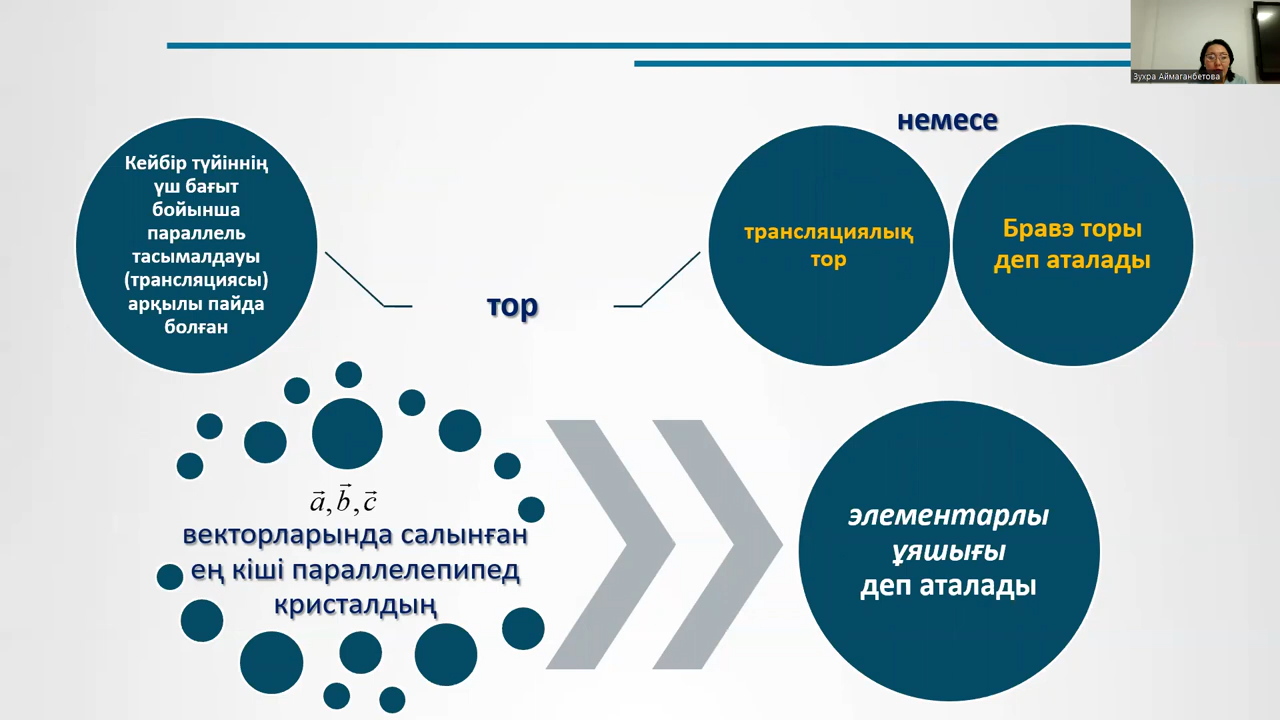 Зухра Аймаганбетова
Кейбір түйіннің
үш бағыт
бойынша
параллель
тасымалдауы
(трансляциясы)
арқылы пайда
болған
тор
немесе
трансляциялық
тор
Бравэ торы
деп аталады
a⃗, b⃗, c⃗
векторларында салынған
ең кіші параллелепипед
кристалдың
элементарлы
ұяшығы
деп аталады